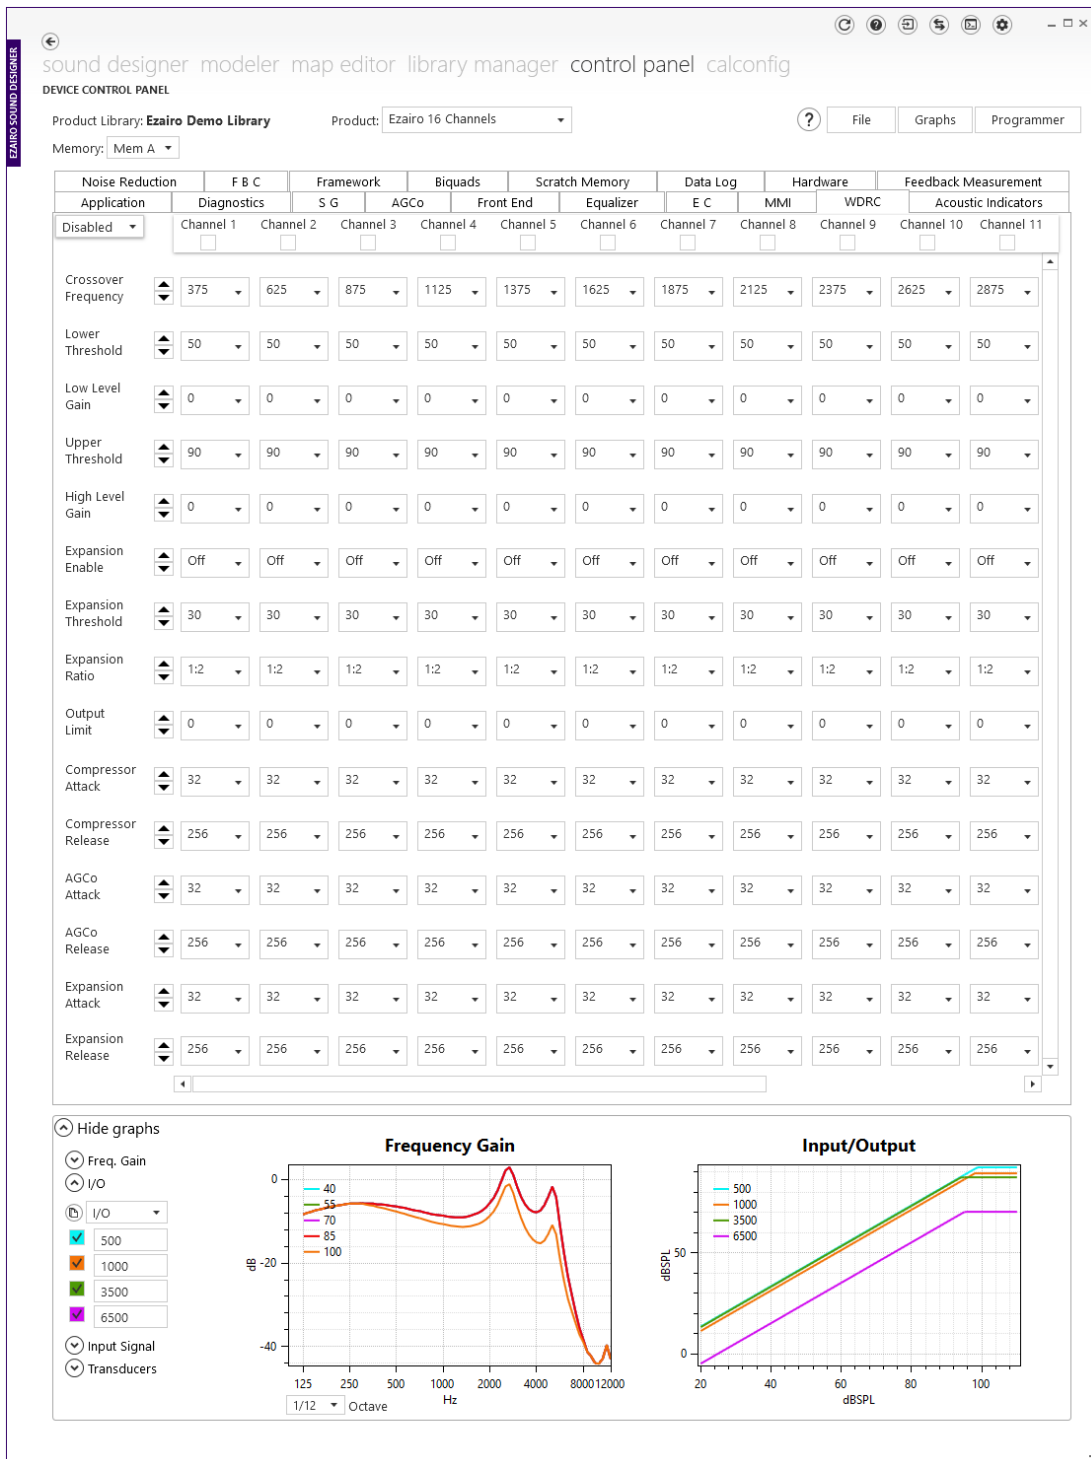 EZAIRO SOUND DESIGNER
sound designer modeler map editor library manager control panel calconfig
DEVICE CONTROL PANEL
Product Library: Ezairo Demo Library Product: Ezairo 16 Channels ? File Graphs Programmer
Memory: Mem A
Noise Reduction F B C Framework Biquads Scratch Memory Data Log Hardware Feedback Measurement
Application Diagnostics S G AGCo Front End Equalizer E C MMI WDRC Acoustic Indicators
Disabled Channel 1 Channel 2 Channel 3 Channel 4 Channel 5 Channel 6 Channel 7 Channel 8 Channel 9 Channel 10 Channel 11
Crossover Frequency 375 625 875 1125 1375 1625 1875 2125 2375 2625 2875
Lower Threshold 50 50 50 50 50 50 50 50 50 50 50
Low Level Gain 0 0 0 0 0 0 0 0 0 0 0
Upper Threshold 90 90 90 90 90 90 90 90 90 90 90
High Level Gain 0 0 0 0 0 0 0 0 0 0 0
Expansion Enable Off Off Off Off Off Off Off Off Off Off Off
Expansion Threshold 30 30 30 30 30 30 30 30 30 30 30
Expansion Ratio 1:2 1:2 1:2 1:2 1:2 1:2 1:2 1:2 1:2 1:2 1:2
Output Limit 0 0 0 0 0 0 0 0 0 0 0
Compressor Attack 32 32 32 32 32 32 32 32 32 32 32
Compressor Release 256 256 256 256 256 256 256 256 256 256 256
AGCo Attack 32 32 32 32 32 32 32 32 32 32 32
AGCo Release 256 256 256 256 256 256 256 256 256 256 256
Expansion Attack 32 32 32 32 32 32 32 32 32 32 32
Expansion Release 256 256 256 256 256 256 256 256 256 256 256
Hide graphs
Freq. Gain
I/O
I/O
500
1000
3500
6500
Input Signal
Transducers
Frequency Gain
0
-20
-40
dB
40
55
70
85
100
125 250 500 1000 2000 4000 8000 12000
Hz
1/12 Octave
Input/Output
500
1000
3500
6500
50
0
dBSPL
20 40 60 80 100
dBSPL